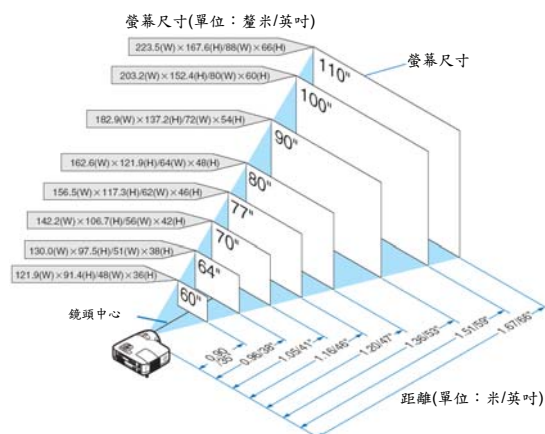 螢幕尺寸(單位：釐米/英吋)
223.5(W)×167.6(H)/88(W)×66(H)
螢幕尺寸
110"
203.2(W)×152.4(H)/80(W)×60(H)
100"
182.9(W)×137.2(H)/72(W)×54(H)
90"
162.6(W)×121.9(H)/64(W)×48(H)
80"
156.5(W)×117.3(H)/62(W)×46(H)
77"
142.2(W)×106.7(H)/56(W)×42(H)
70"
130.0(W)×97.5(H)/51(W)×38(H)
64"
121.9(W)×91.4(H)/48(W)×36(H)
60"
鏡頭中心
0.90
/35"
0.96/38"
1.05/41"
1.16/46"
1.20/47"
1.36/53"
1.51/59"
1.67/66"
距離(單位：米/英吋)